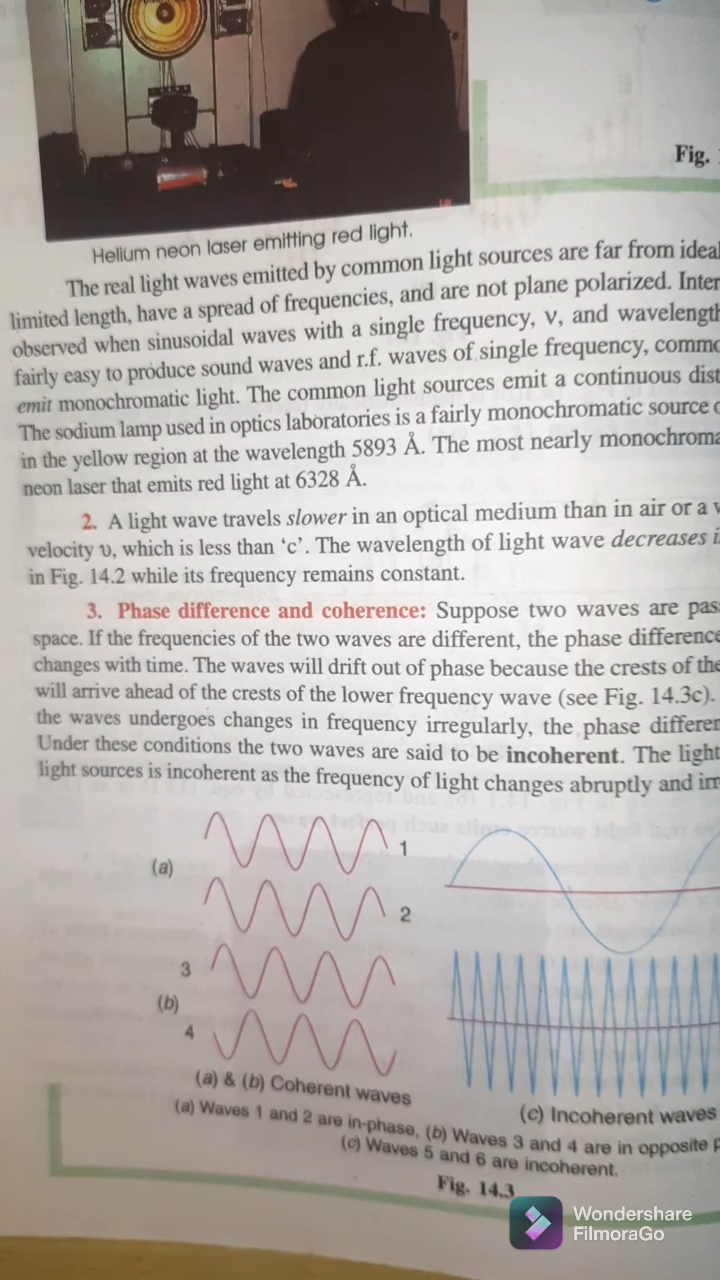 Fig.
Helium neon laser emitting red light.
The real light waves emitted by common light sources are far from ideal
limited length, have a spread of frequencies, and are not plane polarized. Inter
observed when sinusoidal waves with a single frequency, ν, and wavelength
fairly easy to produce sound waves and r.f. waves of single frequency, commo
emit monochromatic light. The common light sources emit a continuous dist
The sodium lamp used in optics laboratories is a fairly monochromatic source o
in the yellow region at the wavelength 5893 Å. The most nearly monochroma
neon laser that emits red light at 6328 Å.
2. A light wave travels slower in an optical medium than in air or a v
velocity υ, which is less than ‘c’. The wavelength of light wave decreases i
in Fig. 14.2 while its frequency remains constant.
3. Phase difference and coherence: Suppose two waves are pas
space. If the frequencies of the two waves are different, the phase difference
changes with time. The waves will drift out of phase because the crests of the
will arrive ahead of the crests of the lower frequency wave (see Fig. 14.3c).
the waves undergoes changes in frequency irregularly, the phase differen
Under these conditions the two waves are said to be incoherent. The light
light sources is incoherent as the frequency of light changes abruptly and irr
(a)
1
2
3
(b)
4
(a) & (b) Coherent waves
(c) Incoherent waves
(a) Waves 1 and 2 are in-phase, (b) Waves 3 and 4 are in opposite p
(c) Waves 5 and 6 are incoherent.
Fig. 14.3
Wondershare
FilmoraGo